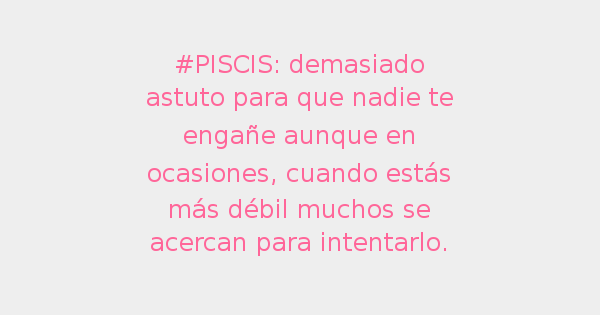 #PISCIS: demasiado
astuto para que nadie te
engañe aunque en
ocasiones, cuando estás
más débil muchos se
acercan para intentarlo.